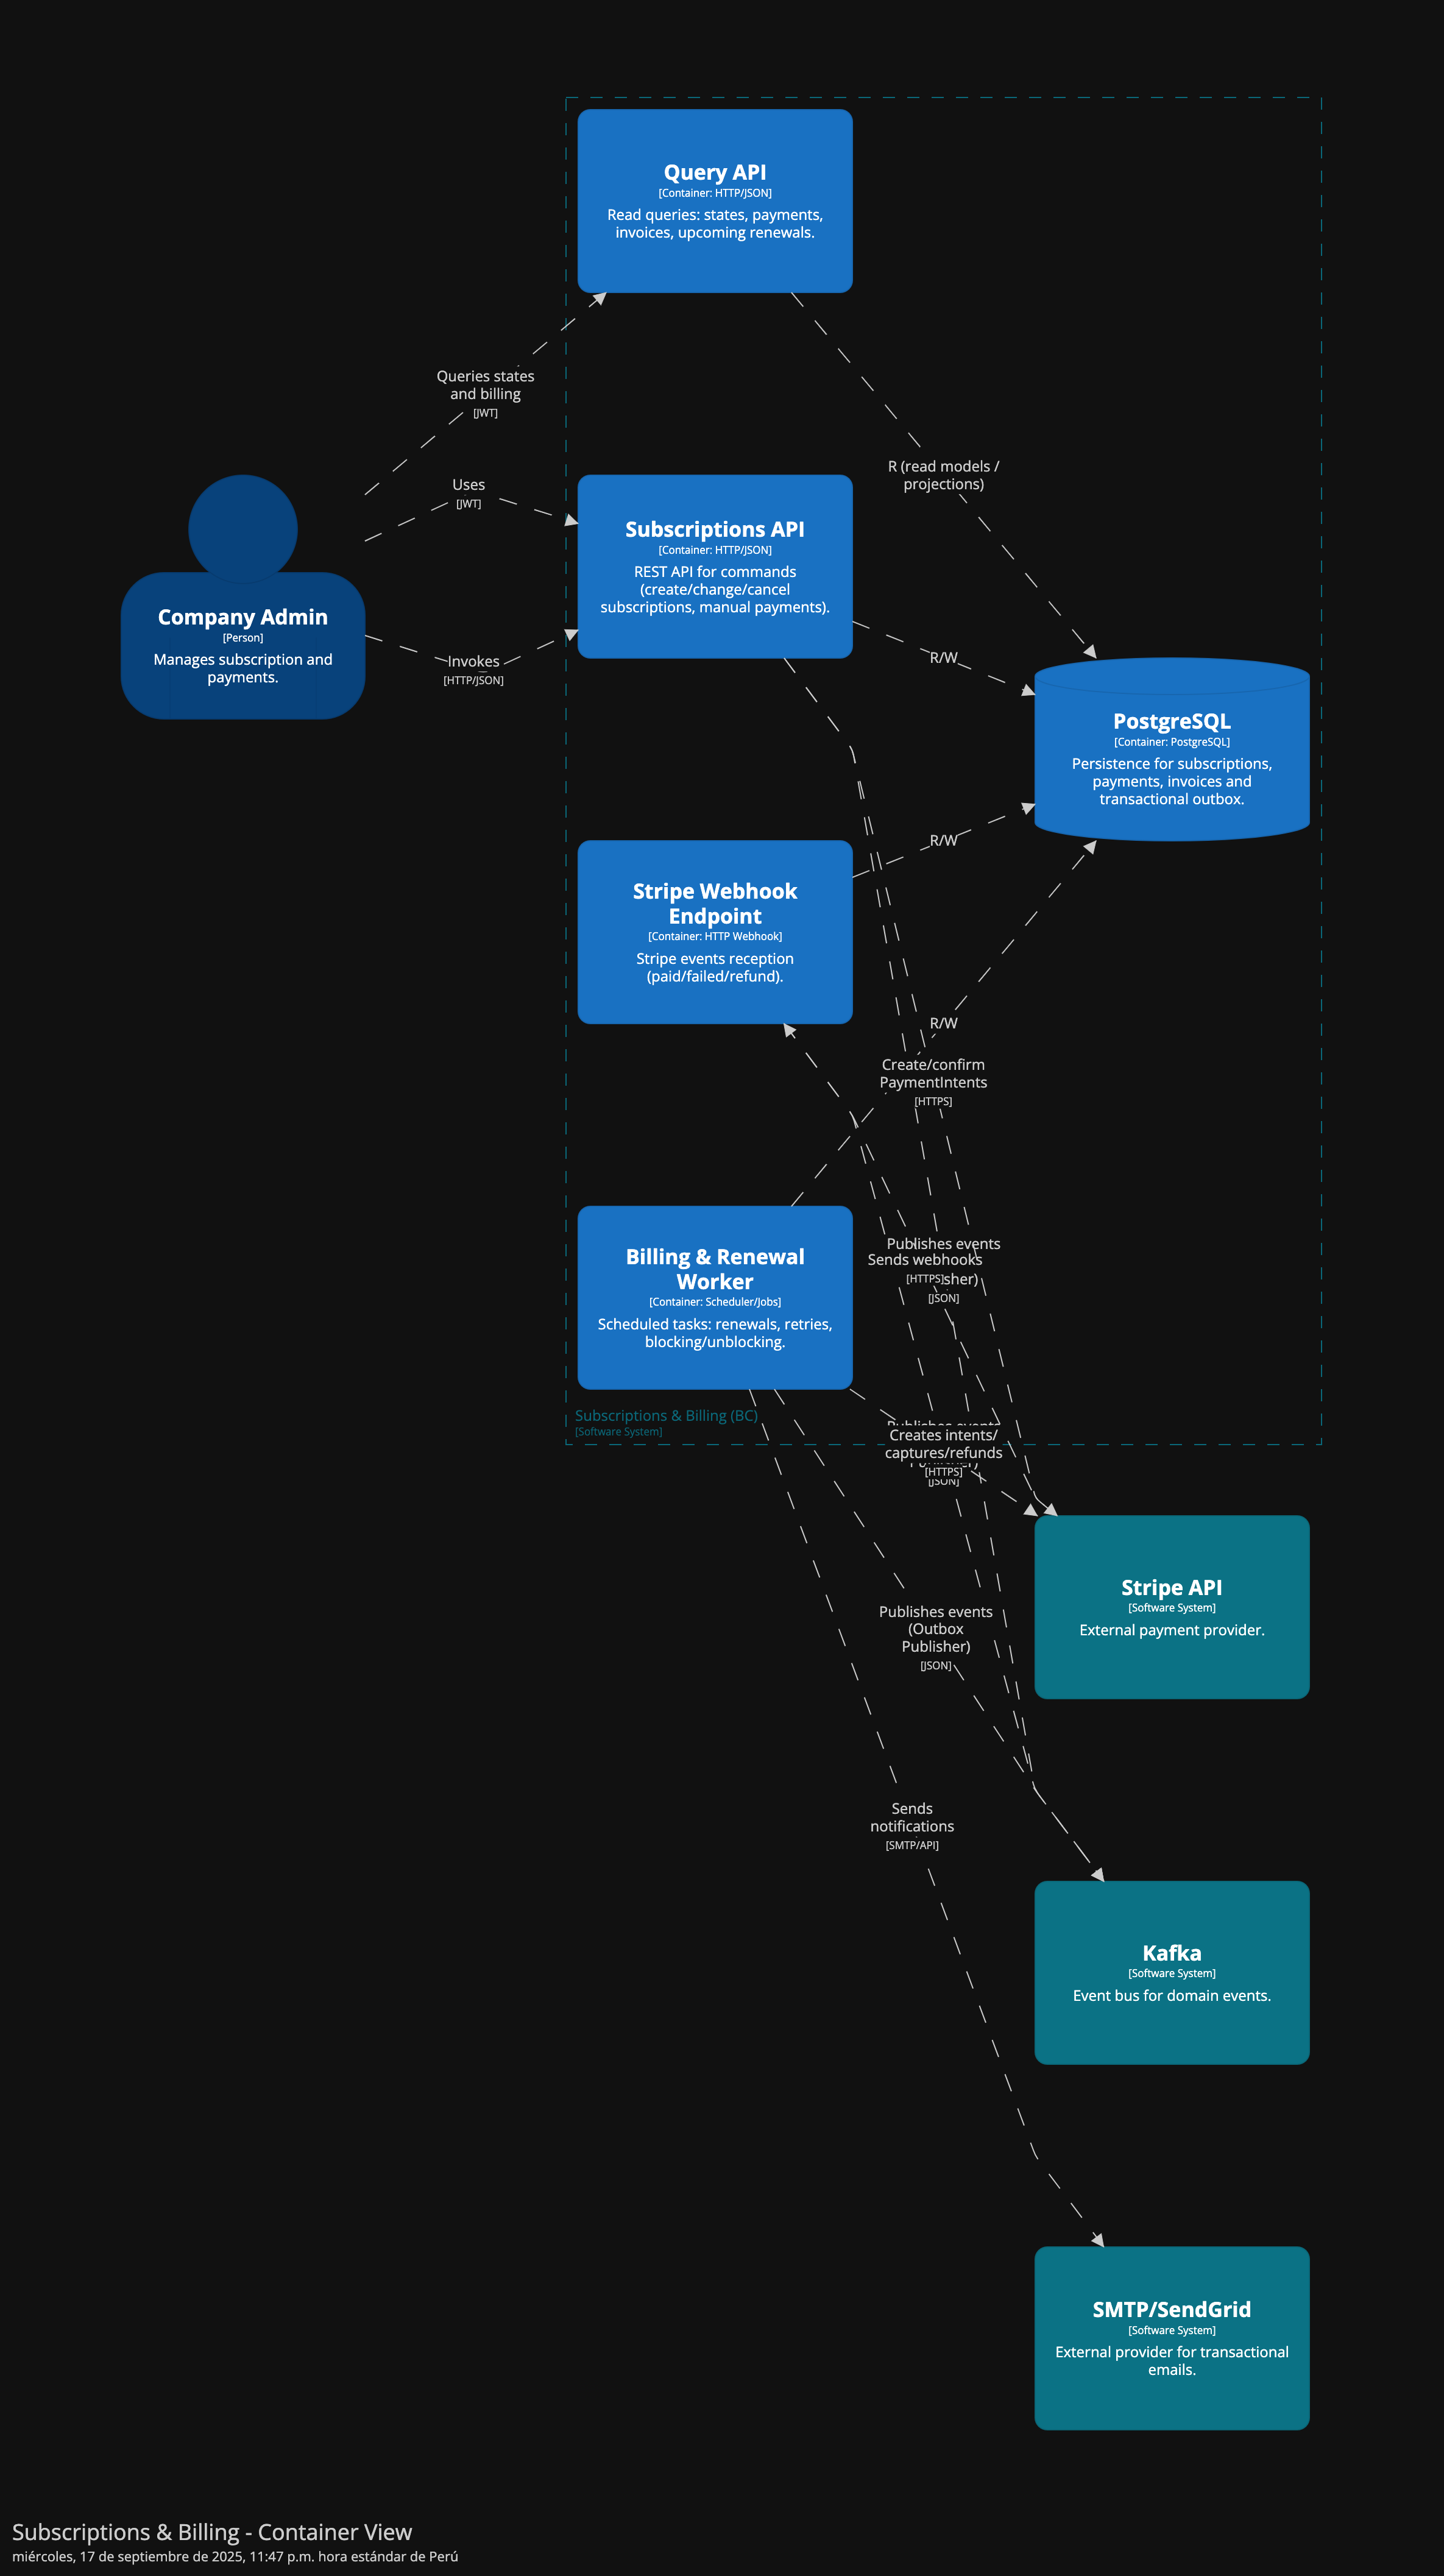 Query API
[Container: HTTP/JSON]
Read queries: states, payments,
invoices, upcoming renewals.
Queries states
and billing
[JWT]
R (read models /
projections)
Uses
[JWT]
Subscriptions API
[Container: HTTP/JSON]
REST API for commands
(create/change/cancel
subscriptions, manual payments).
Company Admin
[Person]
Manages subscription and
payments.
Invokes
[HTTP/JSON]
R/W
PostgreSQL
[Container: PostgreSQL]
Persistence for subscriptions,
payments, invoices and
transactional outbox.
R/W
Stripe Webhook
Endpoint
[Container: HTTP Webhook]
Stripe events reception
(paid/failed/refund).
R/W
Create/confirm
PaymentIntents
[HTTPS]
Publishes events
Sends webhooks
[HTTPS]
[JSON]
Billing & Renewal
Worker
[Container: Scheduler/Jobs]
Scheduled tasks: renewals, retries,
blocking/unblocking.
Subscriptions & Billing (BC)
[Software System]
Publishes events
Creates intents/
captures/refunds
[HTTPS]
[JSON]
Stripe API
[Software System]
External payment provider.
Publishes events
(Outbox
Publisher)
[JSON]
Sends
notifications
[SMTP/API]
Kafka
[Software System]
Event bus for domain events.
SMTP/SendGrid
[Software System]
External provider for transactional
emails.
Subscriptions & Billing - Container View
miércoles, 17 de septiembre de 2025, 11:47 p.m. hora estándar de Perú